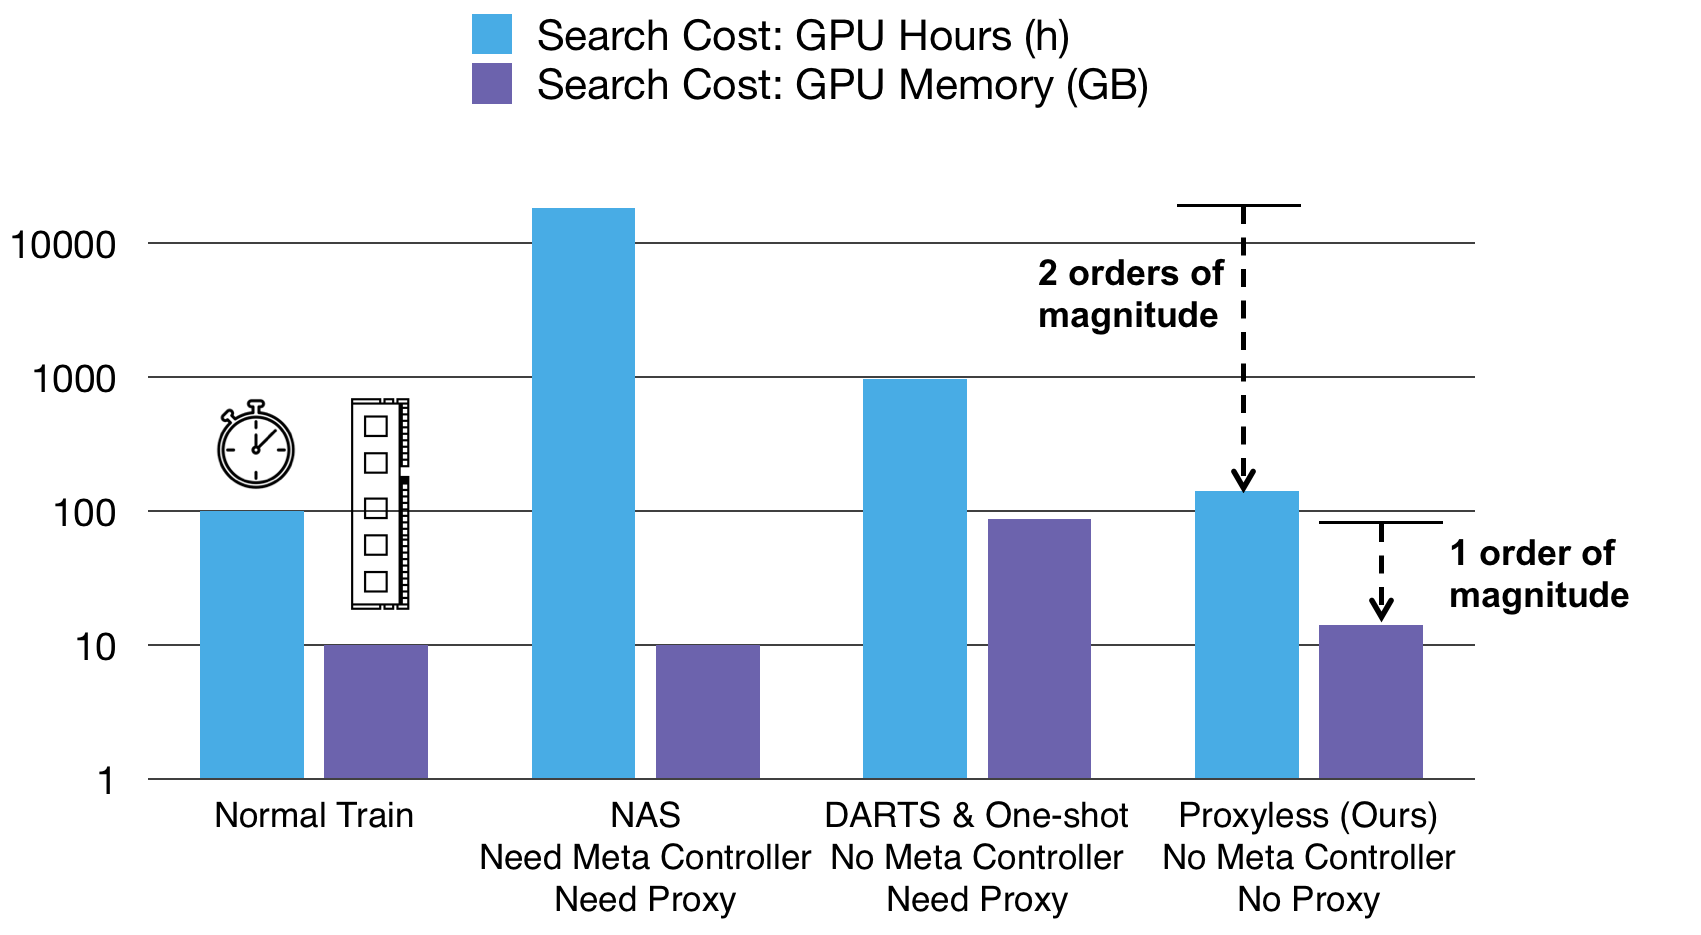 Search Cost: GPU Hours (h)
Search Cost: GPU Memory (GB)
10000
1000
100
10
1
2 orders of
magnitude
1 order of
magnitude
Normal Train
NAS
Need Meta Controller
Need Proxy
DARTS & One-shot
No Meta Controller
Need Proxy
Proxyless (Ours)
No Meta Controller
No Proxy